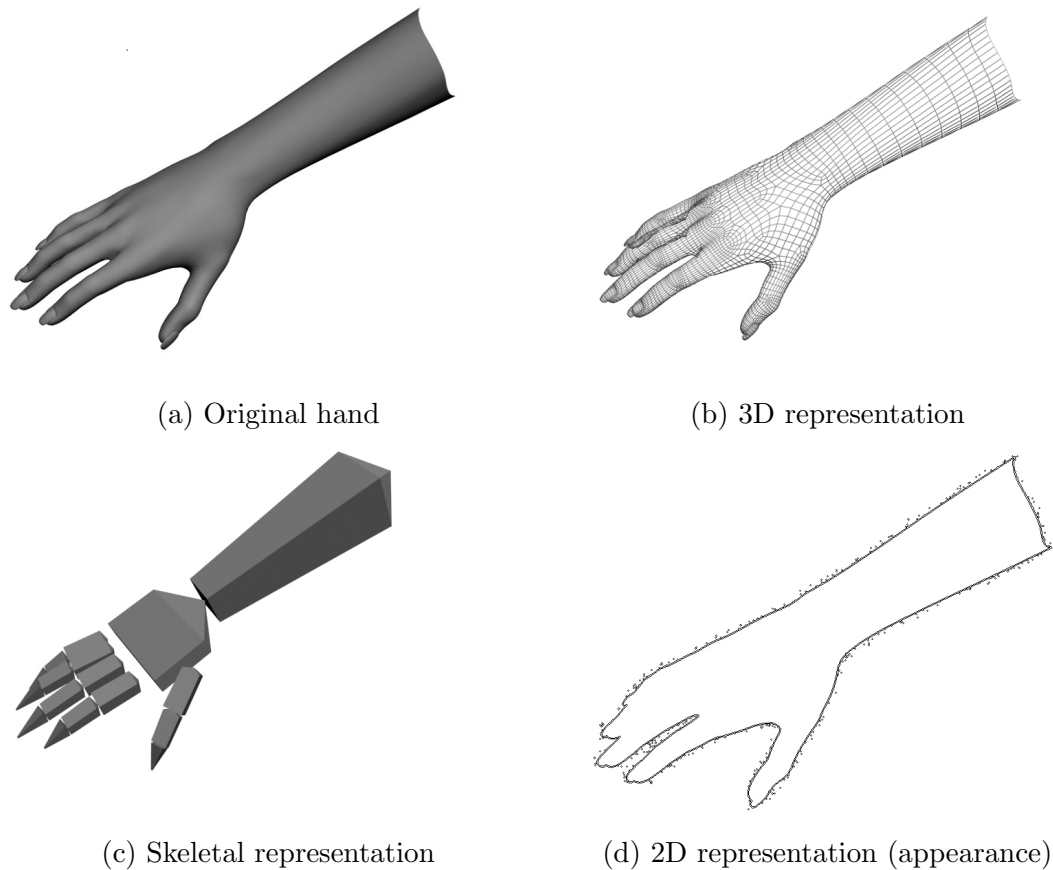 (a) Original hand
(b) 3D representation
(c) Skeletal representation
(d) 2D representation (appearance)